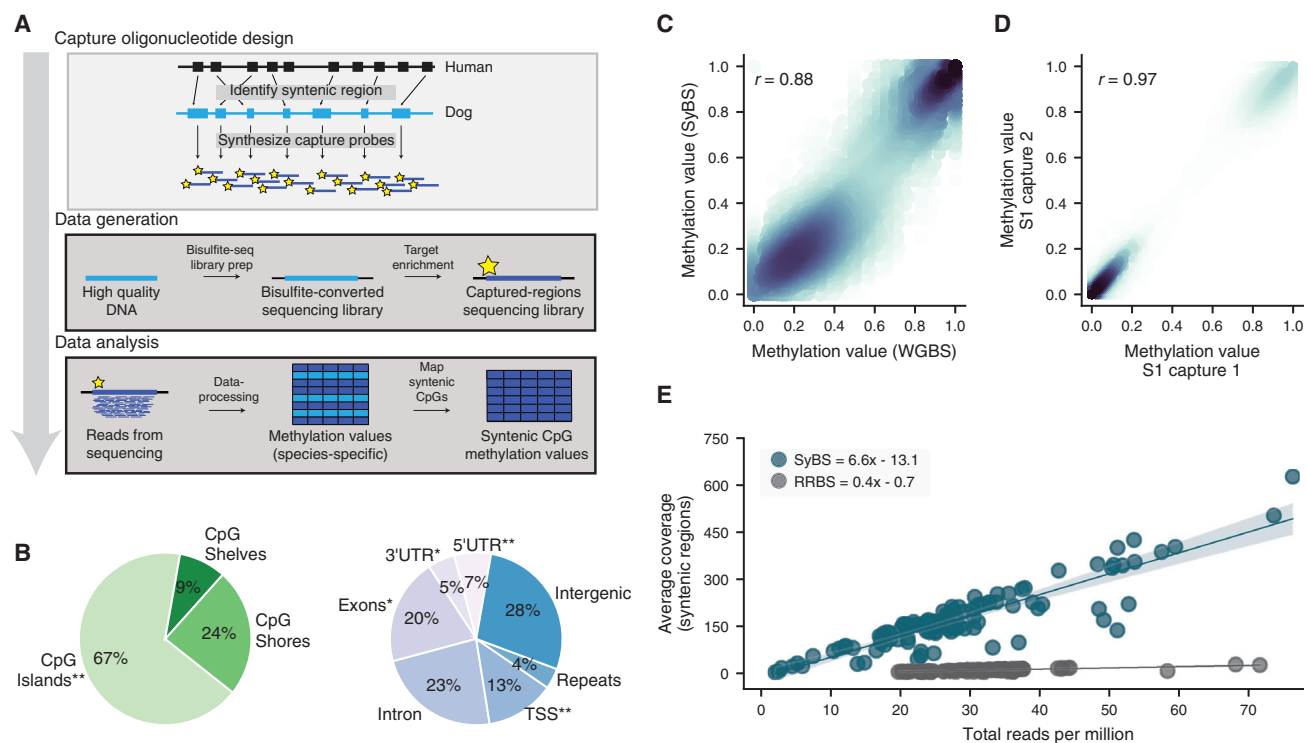 A
Capture oligonucleotide design
Human
Identify syntenic region
Dog
Synthesize capture probes
Data generation
Bisulfite-seq
library prep
Target
enrichment
High quality
DNA
Bisulfite-converted
sequencing library
Captured-regions
sequencing library
Data analysis
Data-
processing
Map
syntenic
CpGs
Reads from
sequencing
Methylation values
(species-specific)
Syntenic CpG
methylation values
B
CpG
Shelves
9%
CpG
Shores
24%
CpG
Islands**
67%
3'UTR*
5%
5'UTR**
7%
Intergenic
28%
Exons*
20%
4%
Repeats
23%
Intron
13%
TSS**
C
r = 0.88
Methylation value (SyBS)
1.0
0.8
0.6
0.4
0.2
0.0
0.0 0.2 0.4 0.6 0.8 1.0
Methylation value (WGBS)
D
r = 0.97
Methylation value
S1 capture 2
1.0
0.8
0.6
0.4
0.2
0.0
0.0 0.2 0.4 0.6 0.8 1.0
Methylation value
S1 capture 1
E
SyBS = 6.6x - 13.1
RRBS = 0.4x - 0.7
Average coverage
(syntenic regions)
750
600
450
300
150
0
0 10 20 30 40 50 60 70
Total reads per million